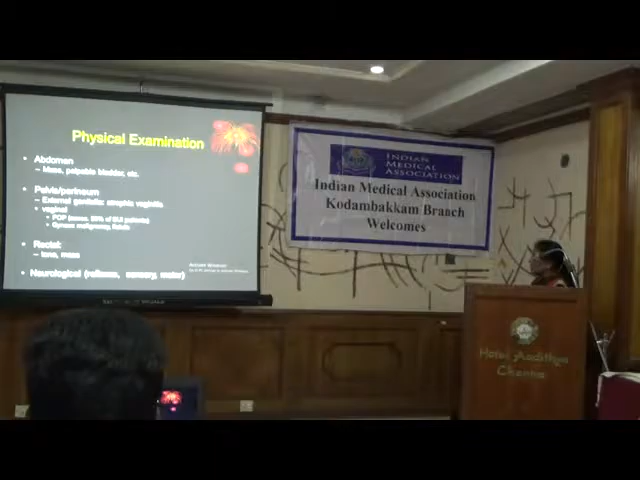 Physical Examination
• Abdomen
– Mass, palpable bladder, etc.
• Pelvis/perineum
– External genitalia: atrophic vaginitis
• vaginal
• Rectal:
– tone, mass
• Neurological (reflexes, sensory, motor)
INDIAN
MEDICAL
ASSOCIATION
Indian Medical Association
Kodambakkam Branch
Welcomes
Hotel Aadithya
Chennai